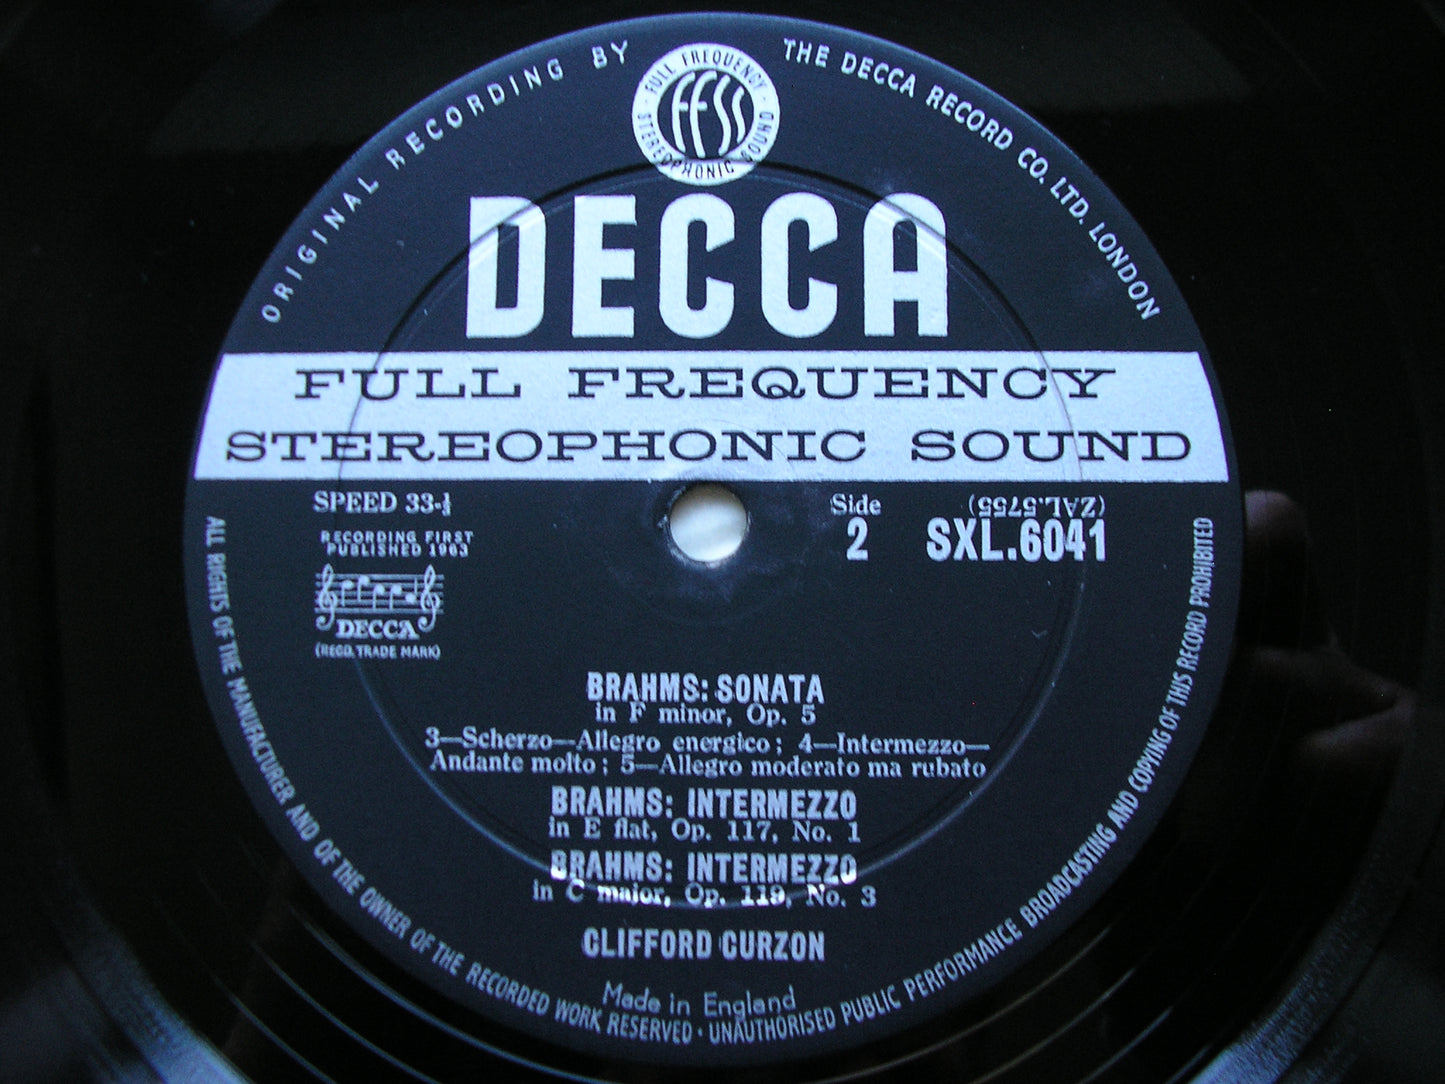 ORIGINAL RECORDING BY
THE DECCA RECORD CO. LTD. LONDON
FULL FREQUENCY
STEREOPHONIC SOUND
FFSS
DECCA
FULL FREQUENCY
STEREOPHONIC SOUND
SPEED 33-⅓
RECORDING FIRST
PUBLISHED 1963
DECCA
(REGD. TRADE MARK)
Side
2
(ZAL.5755)
SXL.6041
BRAHMS: SONATA
in F minor, Op. 5
3—Scherzo—Allegro energico; 4—Intermezzo—
Andante molto; 5—Allegro moderato ma rubato
BRAHMS: INTERMEZZO
in E flat, Op. 117, No. 1
BRAHMS: INTERMEZZO
in C major, Op. 119, No. 3
CLIFFORD CURZON
Made in England
ALL RIGHTS OF THE MANUFACTURER AND OF THE OWNER OF THE RECORDED WORK RESERVED · UNAUTHORISED PUBLIC PERFORMANCE BROADCASTING AND COPYING OF THIS RECORD PROHIBITED